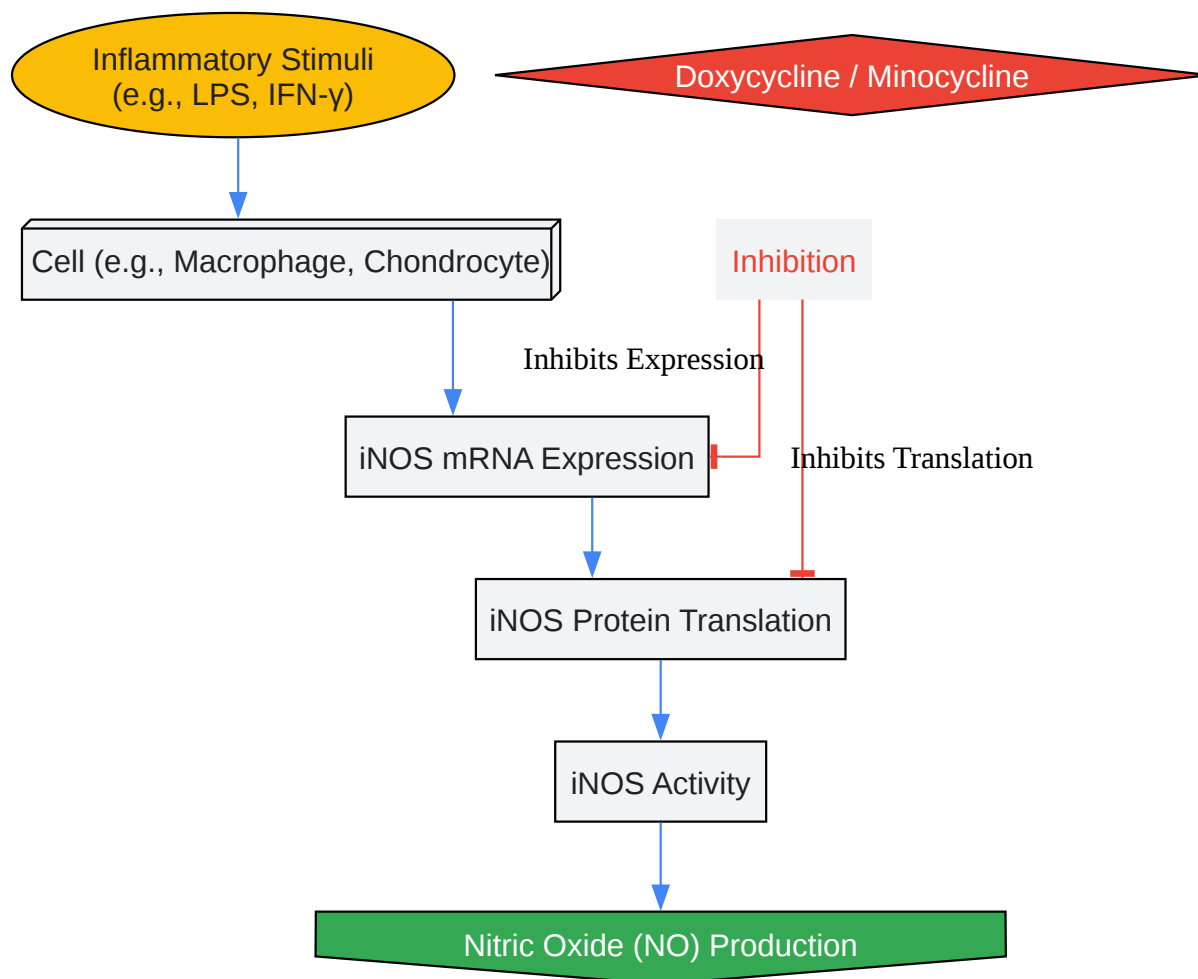 Inflammatory Stimuli
(e.g., LPS, IFN-γ)
Doxycycline / Minocycline
Cell (e.g., Macrophage, Chondrocyte)
Inhibition
Inhibits Expression
iNOS mRNA Expression
Inhibits Translation
iNOS Protein Translation
iNOS Activity
Nitric Oxide (NO) Production